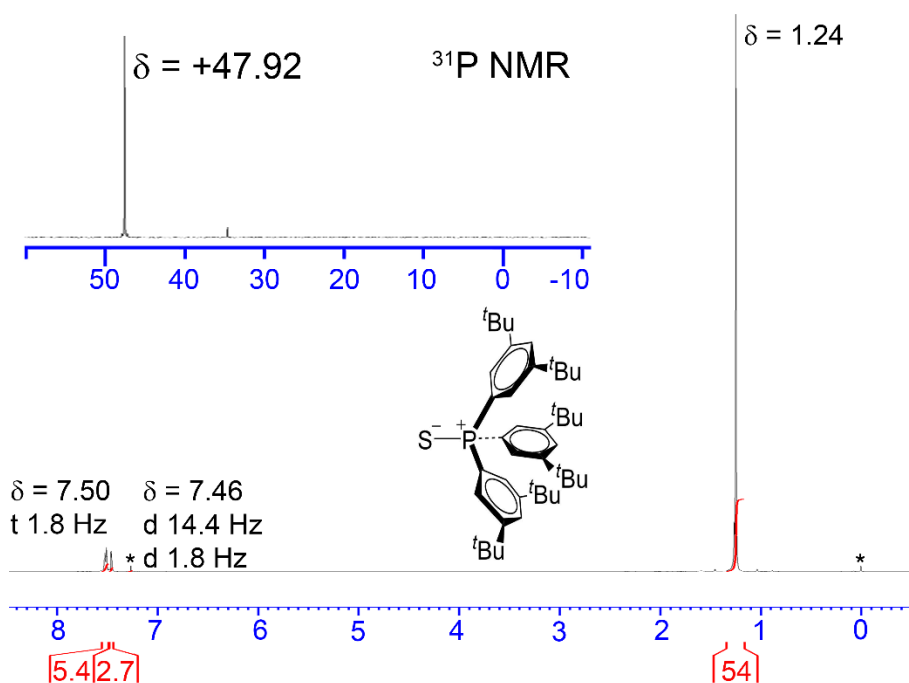 δ = +47.92
³¹P NMR
δ = 1.24
50 40 30 20 10 0 -10
ᵗBu
ᵗBu
S⁻ P⁺
ᵗBu
ᵗBu
ᵗBu
ᵗBu
δ = 7.50
t 1.8 Hz
δ = 7.46
d 14.4 Hz
d 1.8 Hz
*
*
8 7 6 5 4 3 2 1 0
5.4 2.7 54